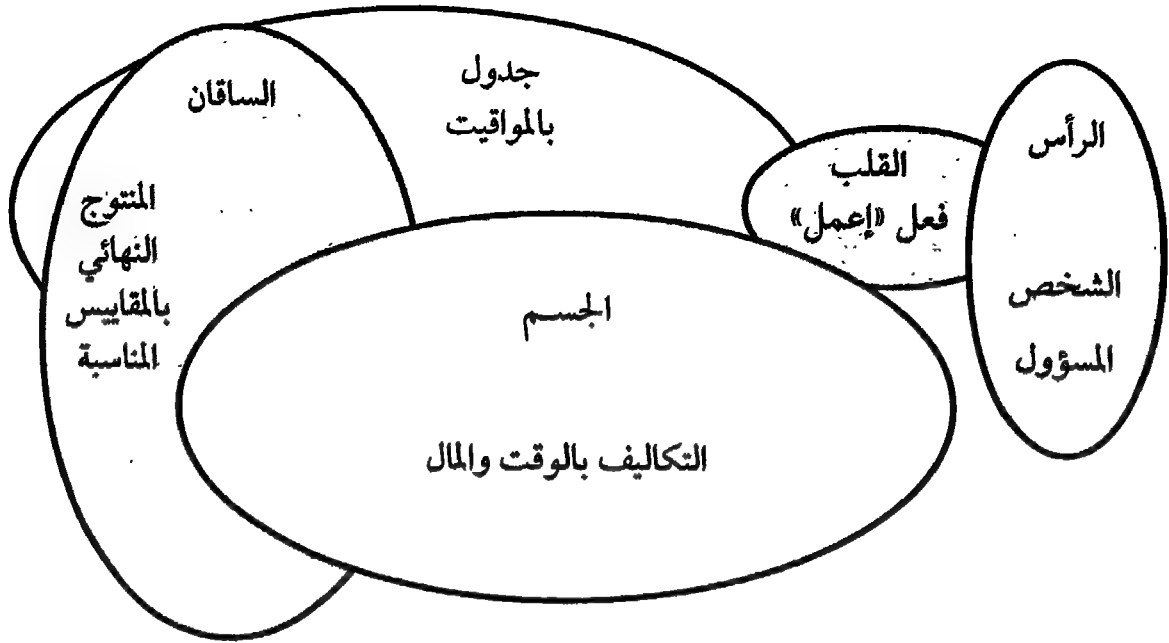 الرأس
الشخص
المسؤول
القلب
فعل «إعمل»
جدول
بالمواقيت
الساقان
المنتوج
النهائي
بالمقاييس
المناسبة
الجسم
التكاليف بالوقت والمال